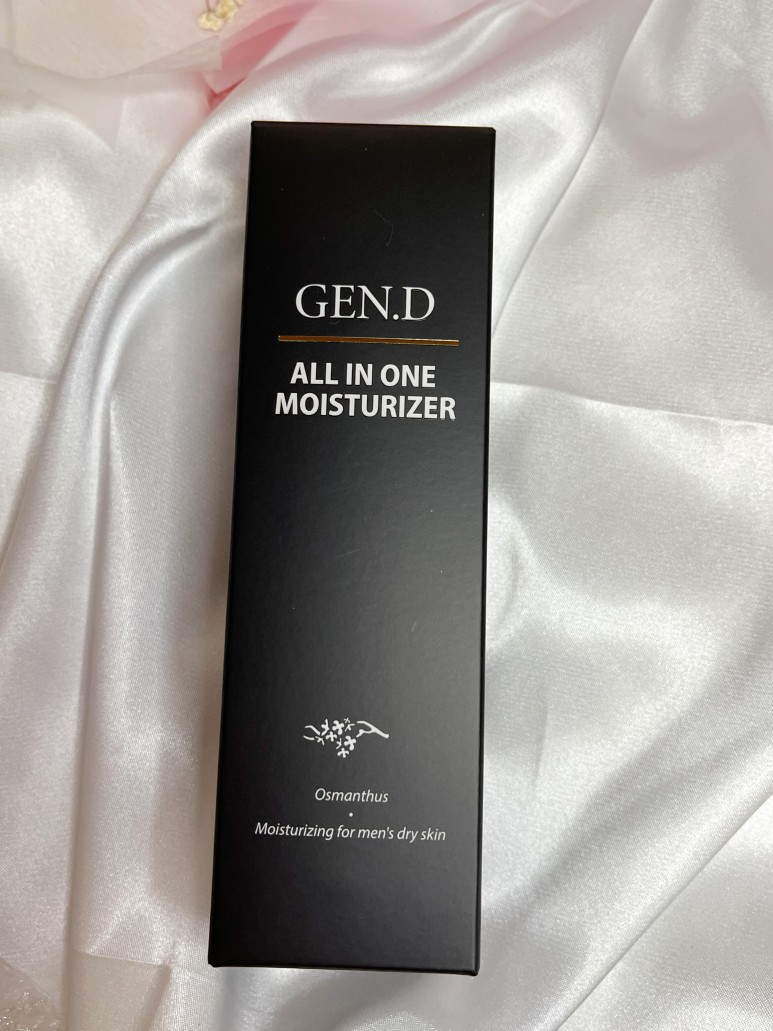 GEN.D
ALL IN ONE
MOISTURIZER
Osmanthus
•
Moisturizing for men's dry skin